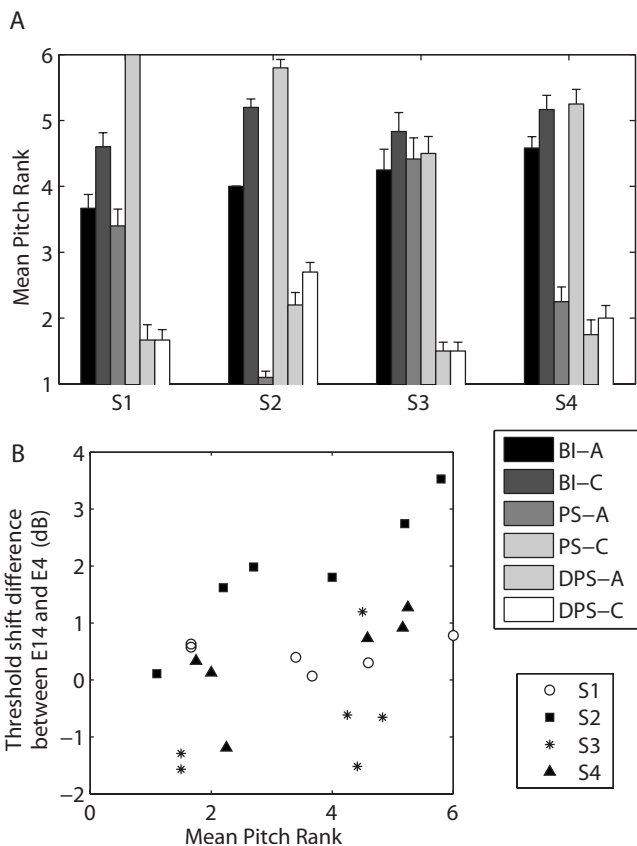 A
6
5
4
3
2
1
Mean Pitch Rank
S1 S2 S3 S4
BI−A
BI−C
PS−A
PS−C
DPS−A
DPS−C
B
4
3
2
1
0
−1
−2
Threshold shift difference
between E14 and E4 (dB)
0 2 4 6
Mean Pitch Rank
S1
S2
S3
S4